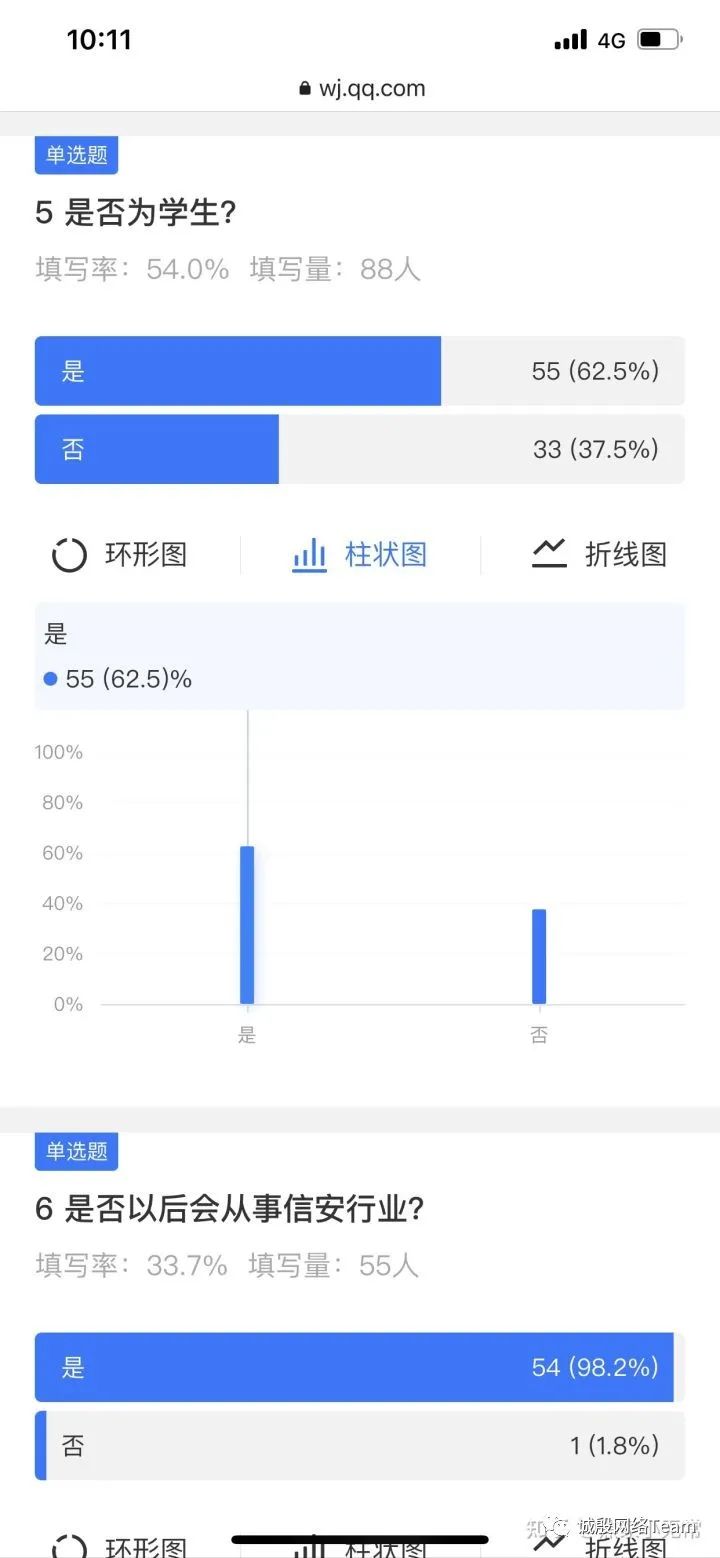 10:11
4G
wj.qq.com
单选题
5 是否为学生?
填写率：54.0% 填写量：88人
是 55 (62.5%)
否 33 (37.5%)
环形图 柱状图 折线图
是
55 (62.5)%
100%
80%
60%
40%
20%
0%
是 否
单选题
6 是否以后会从事信安行业?
填写率：33.7% 填写量：55人
是 54 (98.2%)
否 1 (1.8%)
诚殷网络Team
环形图 柱状图 折线图